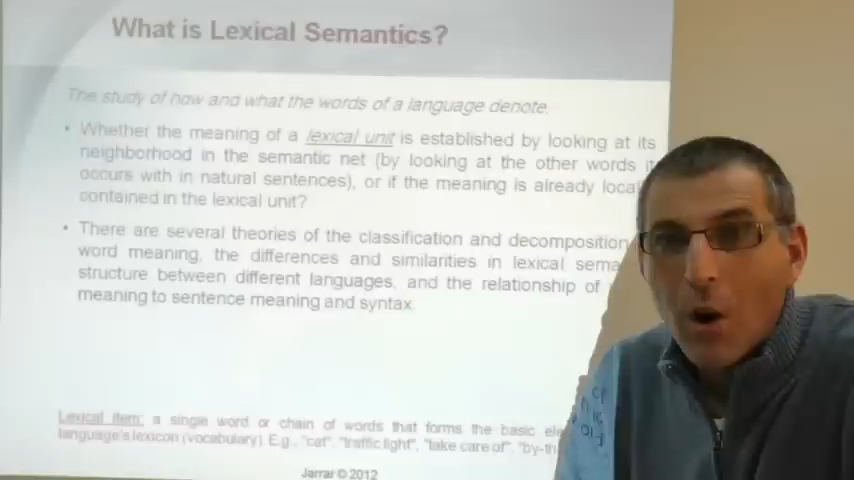 What is Lexical Semantics?
The study of how and what the words of a language denote.
• Whether the meaning of a lexical unit is established by looking at its
neighborhood in the semantic net (by looking at the other words it
occurs with in natural sentences), or if the meaning is already
contained in the lexical unit?
• There are several theories of the classification and decomposition
word meaning, the differences and similarities in lexical
structure between different languages, and the relationship of
meaning to sentence meaning and syntax.
Lexical item: a single word or chain of words that forms the basic
language's lexicon (vocabulary). E.g., "cat", "traffic light", "take care of",
Jarrar © 2012